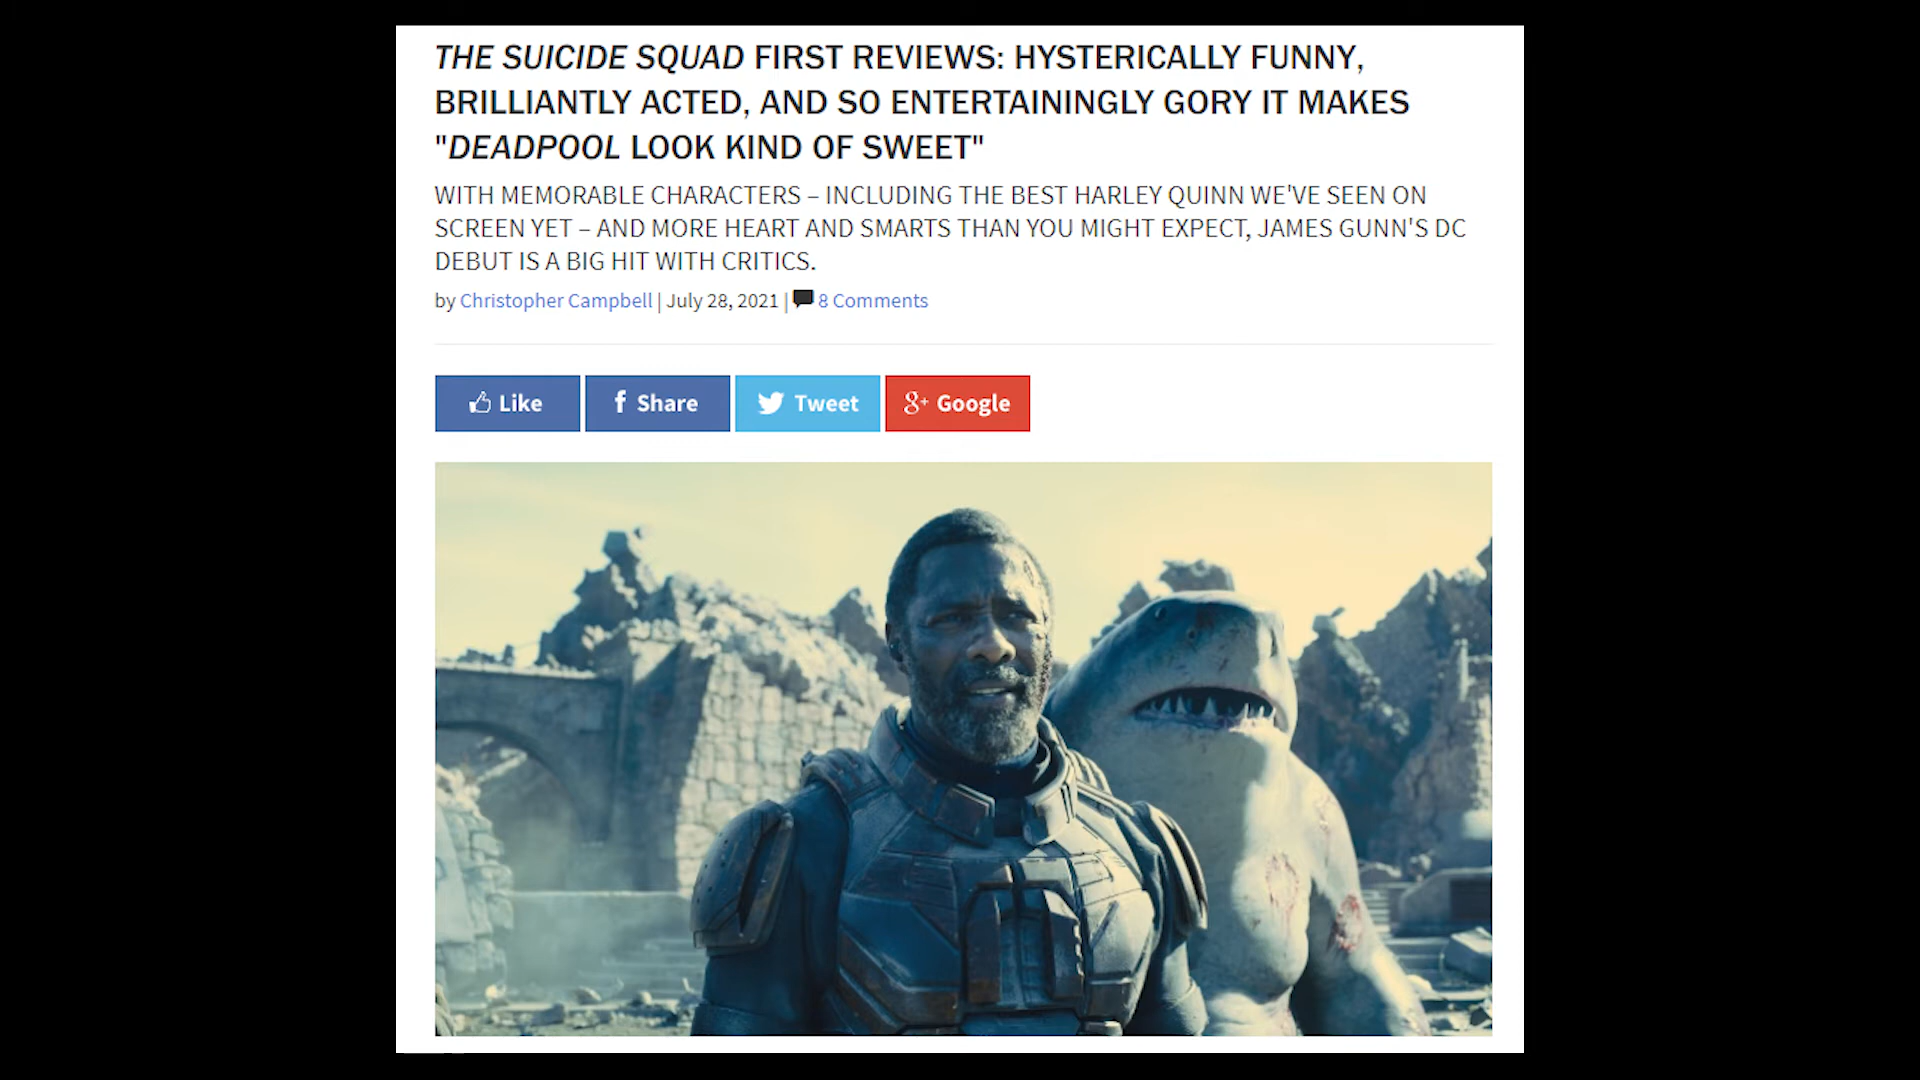 THE SUICIDE SQUAD FIRST REVIEWS: HYSTERICALLY FUNNY,
BRILLIANTLY ACTED, AND SO ENTERTAININGLY GORY IT MAKES
"DEADPOOL LOOK KIND OF SWEET"
WITH MEMORABLE CHARACTERS – INCLUDING THE BEST HARLEY QUINN WE'VE SEEN ON
SCREEN YET – AND MORE HEART AND SMARTS THAN YOU MIGHT EXPECT, JAMES GUNN'S DC
DEBUT IS A BIG HIT WITH CRITICS.
by Christopher Campbell | July 28, 2021 | 8 Comments
Like f Share Tweet g+ Google